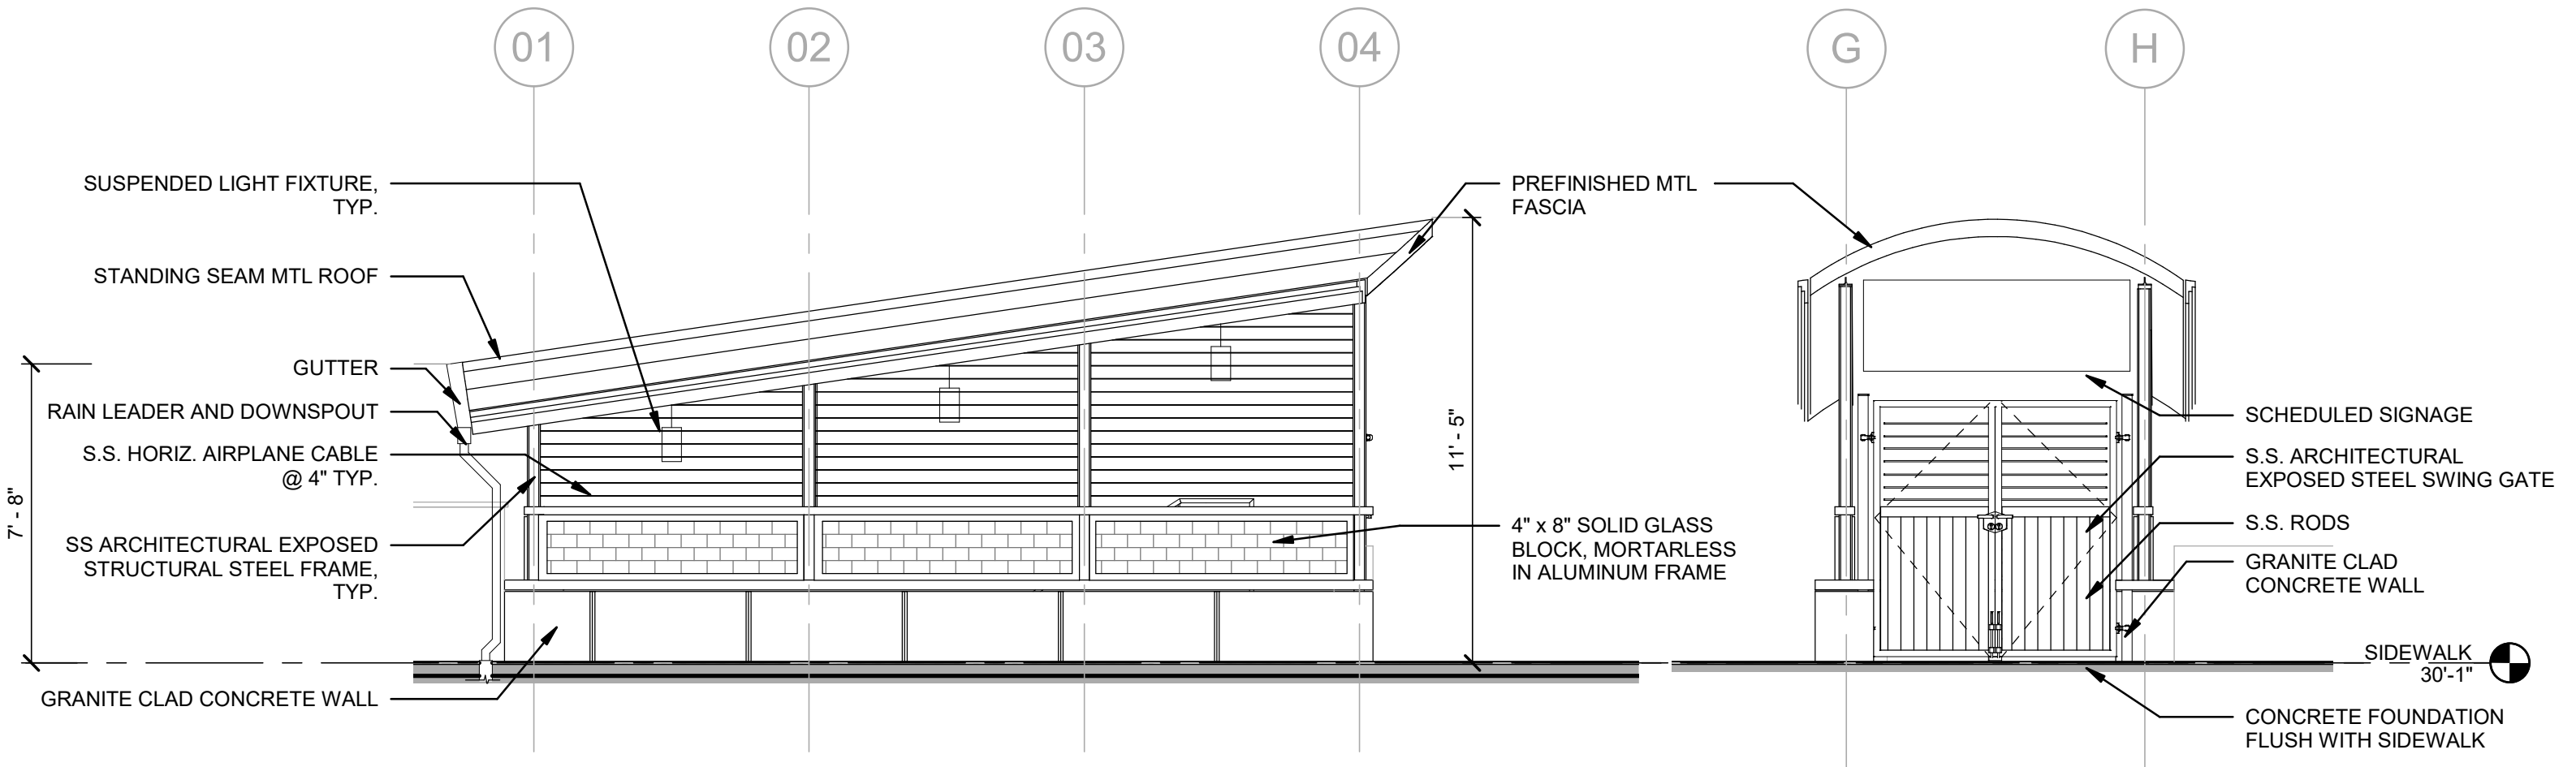 01
02
03
04
G
H
SUSPENDED LIGHT FIXTURE,
TYP.
STANDING SEAM MTL ROOF
GUTTER
RAIN LEADER AND DOWNSPOUT
S.S. HORIZ. AIRPLANE CABLE
@ 4" TYP.
SS ARCHITECTURAL EXPOSED
STRUCTURAL STEEL FRAME,
TYP.
GRANITE CLAD CONCRETE WALL
7' - 8"
11' - 5"
PREFINISHED MTL
FASCIA
4" x 8" SOLID GLASS
BLOCK, MORTARLESS
IN ALUMINUM FRAME
SCHEDULED SIGNAGE
S.S. ARCHITECTURAL
EXPOSED STEEL SWING GATE
S.S. RODS
GRANITE CLAD
CONCRETE WALL
SIDEWALK
30'-1"
CONCRETE FOUNDATION
FLUSH WITH SIDEWALK